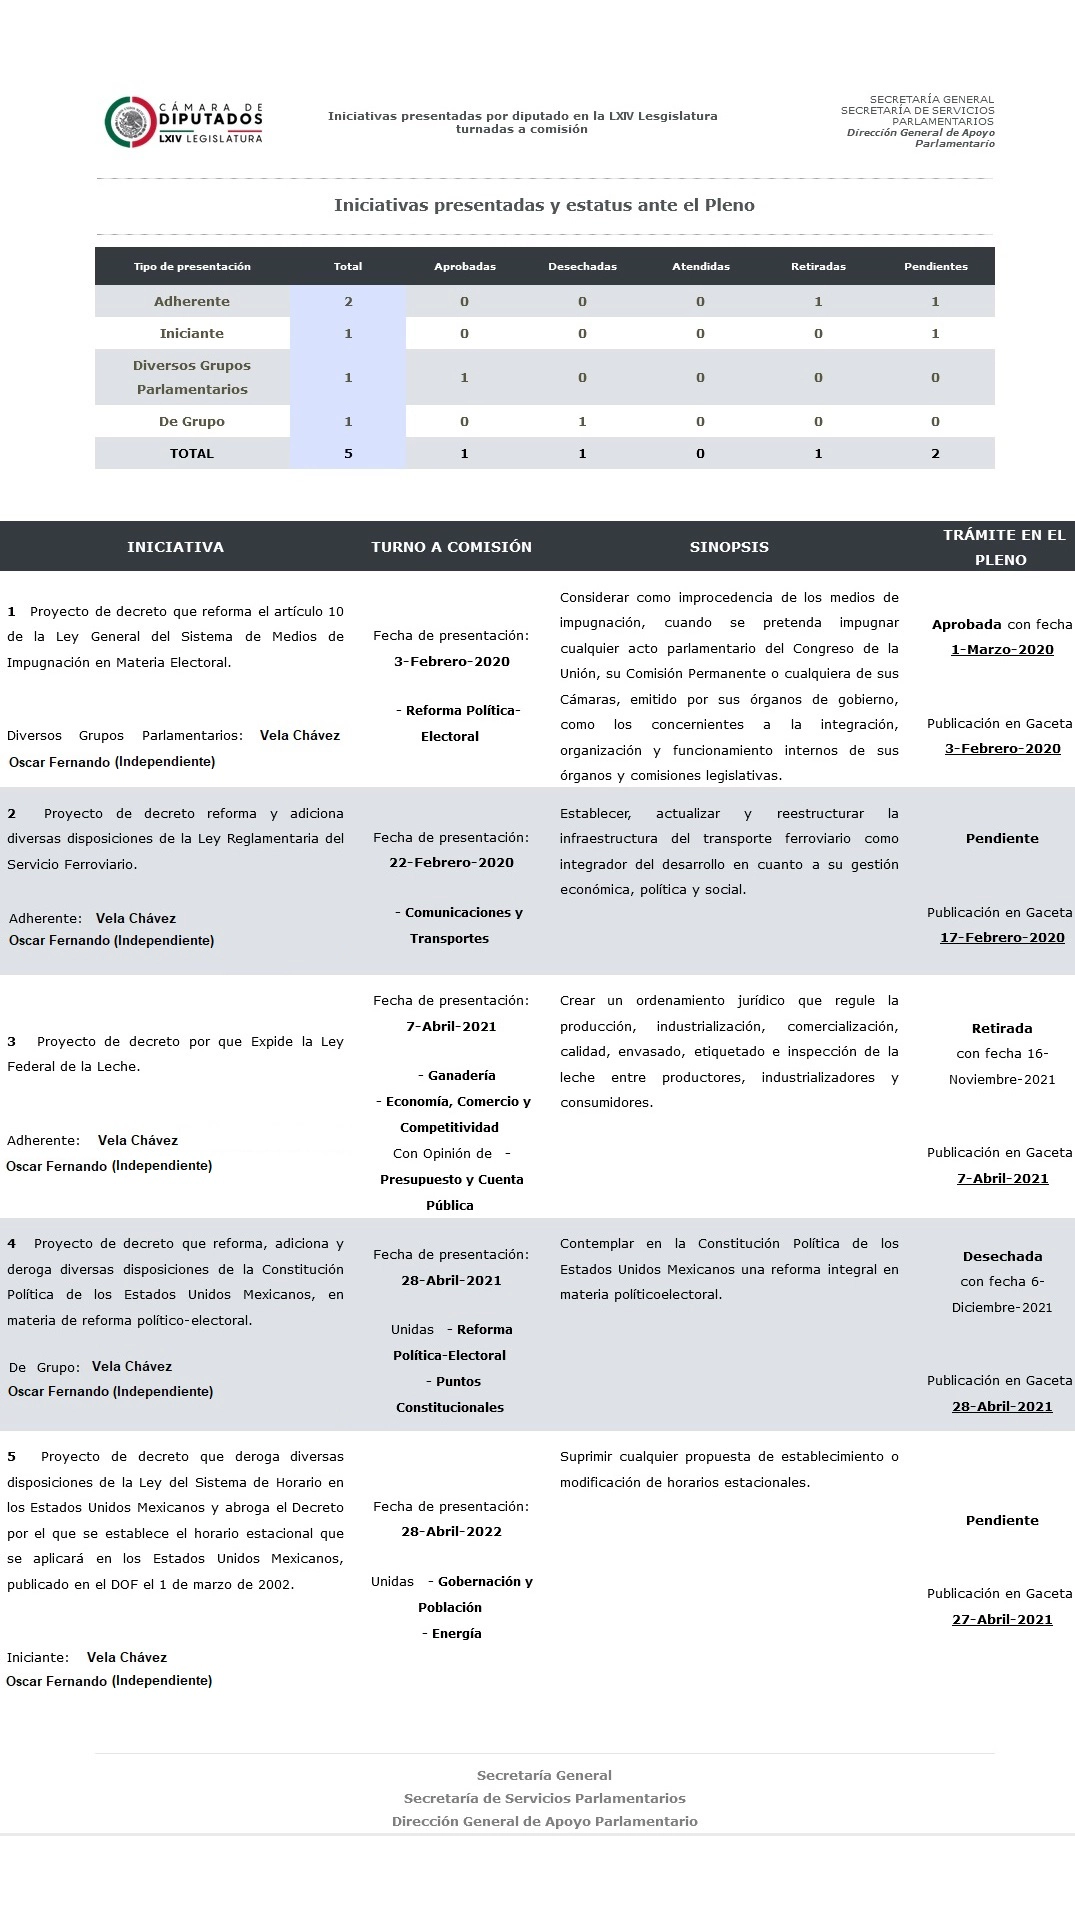 CÁMARA DE
DIPUTADOS
LXIV LEGISLATURA
Iniciativas presentadas por diputado en la LXIV Lesgislatura
turnadas a comisión
SECRETARÍA GENERAL
SECRETARÍA DE SERVICIOS
PARLAMENTARIOS
Dirección General de Apoyo
Parlamentario
Iniciativas presentadas y estatus ante el Pleno
Tipo de presentación Total Aprobadas Desechadas Atendidas Retiradas Pendientes
Adherente 2 0 0 0 1 1
Iniciante 1 0 0 0 0 1
Diversos Grupos
Parlamentarios 1 1 0 0 0 0
De Grupo 1 0 1 0 0 0
TOTAL 5 1 1 0 1 2
INICIATIVA TURNO A COMISIÓN SINOPSIS TRÁMITE EN EL
PLENO
1 Proyecto de decreto que reforma el artículo 10
de la Ley General del Sistema de Medios de
Impugnación en Materia Electoral.
Diversos Grupos Parlamentarios: Vela Chávez
Oscar Fernando (Independiente)
Fecha de presentación:
3-Febrero-2020
- Reforma Política-
Electoral
Considerar como improcedencia de los medios de
impugnación, cuando se pretenda impugnar
cualquier acto parlamentario del Congreso de la
Unión, su Comisión Permanente o cualquiera de sus
Cámaras, emitido por sus órganos de gobierno,
como los concernientes a la integración,
organización y funcionamiento internos de sus
órganos y comisiones legislativas.
Aprobada con fecha
1-Marzo-2020
Publicación en Gaceta
3-Febrero-2020
2 Proyecto de decreto reforma y adiciona
diversas disposiciones de la Ley Reglamentaria del
Servicio Ferroviario.
Adherente: Vela Chávez
Oscar Fernando (Independiente)
Fecha de presentación:
22-Febrero-2020
- Comunicaciones y
Transportes
Establecer, actualizar y reestructurar la
infraestructura del transporte ferroviario como
integrador del desarrollo en cuanto a su gestión
económica, política y social.
Pendiente
Publicación en Gaceta
17-Febrero-2020
3 Proyecto de decreto por que Expide la Ley
Federal de la Leche.
Adherente: Vela Chávez
Oscar Fernando (Independiente)
Fecha de presentación:
7-Abril-2021
- Ganadería
- Economía, Comercio y
Competitividad
Con Opinión de -
Presupuesto y Cuenta
Pública
Crear un ordenamiento jurídico que regule la
producción, industrialización, comercialización,
calidad, envasado, etiquetado e inspección de la
leche entre productores, industrializadores y
consumidores.
Retirada
con fecha 16-
Noviembre-2021
Publicación en Gaceta
7-Abril-2021
4 Proyecto de decreto que reforma, adiciona y
deroga diversas disposiciones de la Constitución
Política de los Estados Unidos Mexicanos, en
materia de reforma político-electoral.
De Grupo: Vela Chávez
Oscar Fernando (Independiente)
Fecha de presentación:
28-Abril-2021
Unidas - Reforma
Política-Electoral
- Puntos
Constitucionales
Contemplar en la Constitución Política de los
Estados Unidos Mexicanos una reforma integral en
materia políticoelectoral.
Desechada
con fecha 6-
Diciembre-2021
Publicación en Gaceta
28-Abril-2021
5 Proyecto de decreto que deroga diversas
disposiciones de la Ley del Sistema de Horario en
los Estados Unidos Mexicanos y abroga el Decreto
por el que se establece el horario estacional que
se aplicará en los Estados Unidos Mexicanos,
publicado en el DOF el 1 de marzo de 2002.
Iniciante: Vela Chávez
Oscar Fernando (Independiente)
Fecha de presentación:
28-Abril-2022
Unidas - Gobernación y
Población
- Energía
Suprimir cualquier propuesta de establecimiento o
modificación de horarios estacionales.
Pendiente
Publicación en Gaceta
27-Abril-2021
Secretaría General
Secretaría de Servicios Parlamentarios
Dirección General de Apoyo Parlamentario